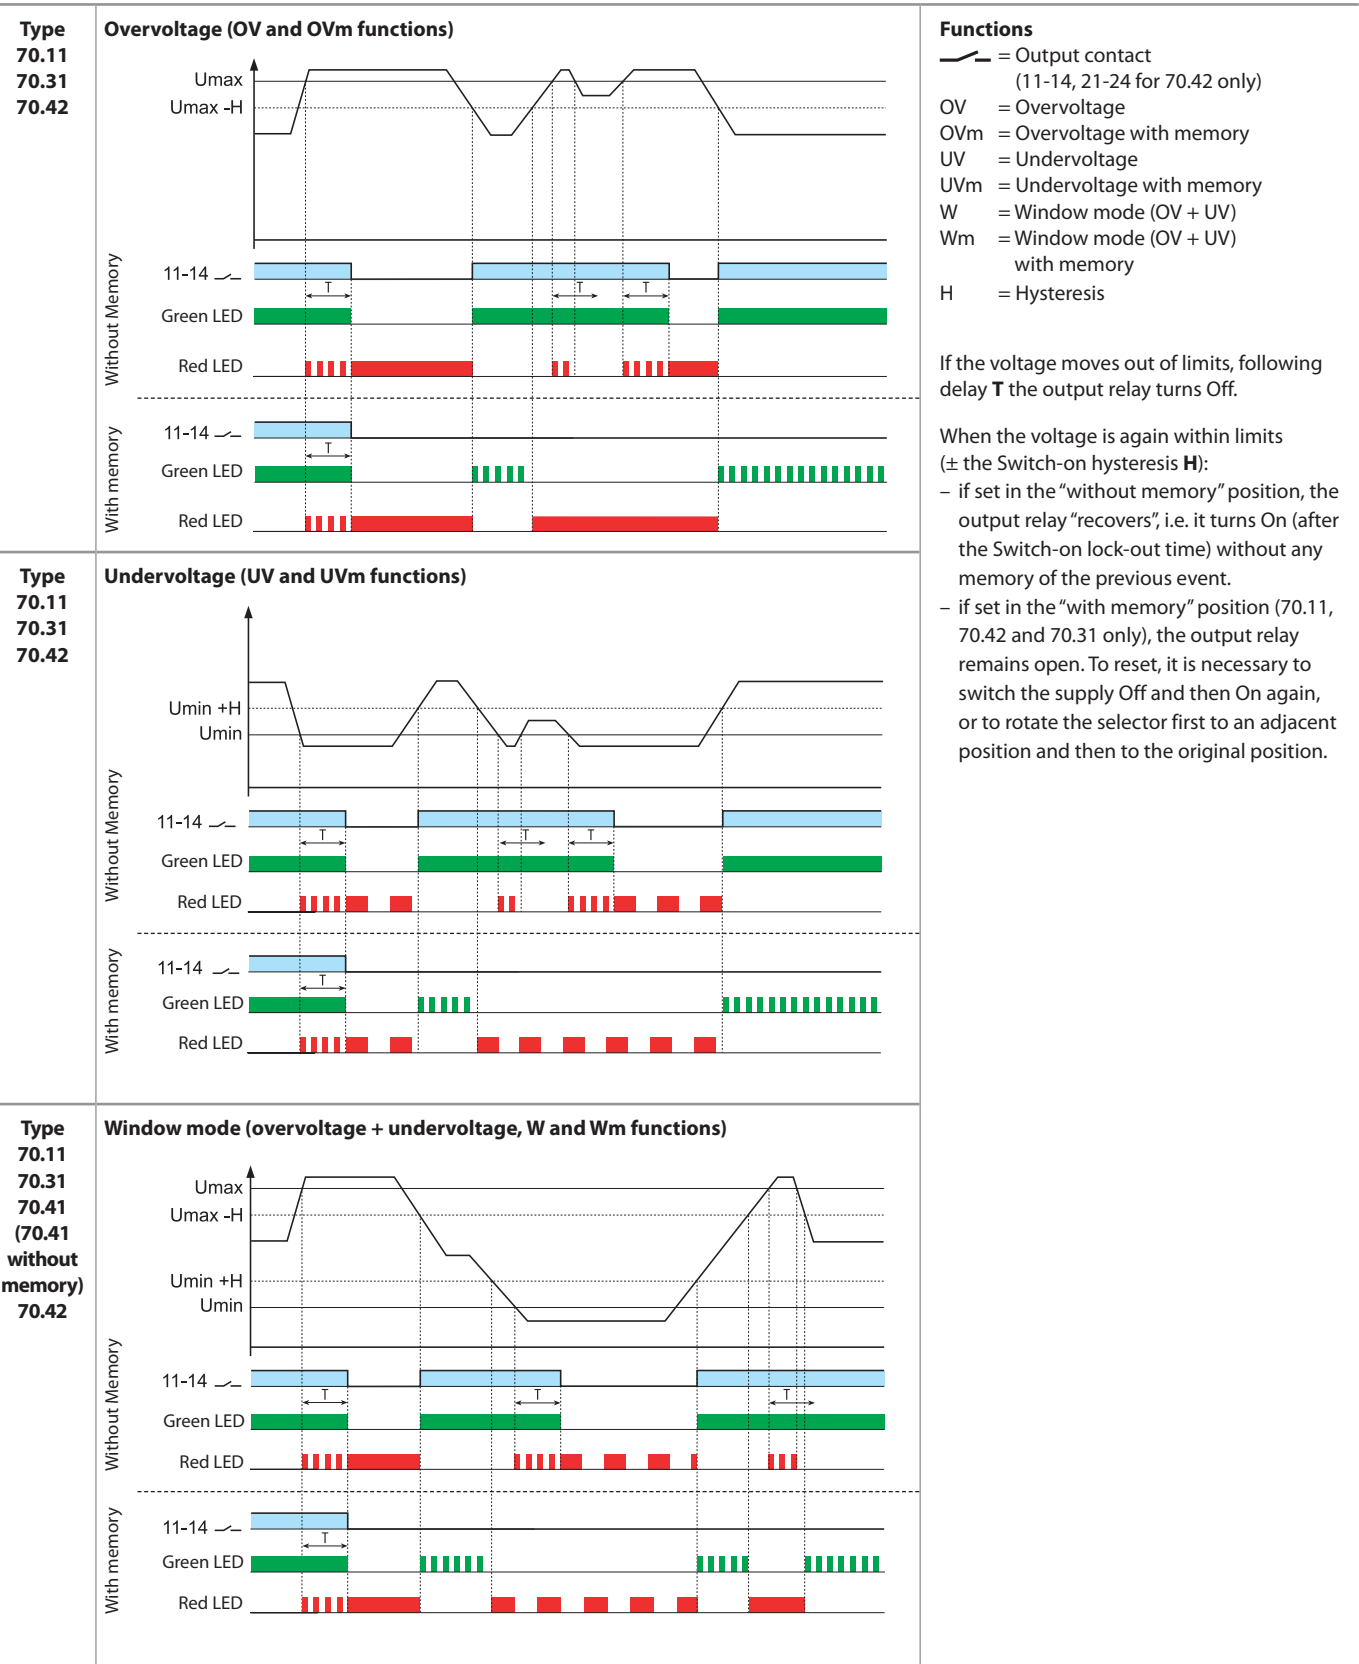 Type
70.11
70.31
70.42
Overvoltage (OV and OVm functions)
Umax
Umax -H
Without Memory
11-14
T
T
T
Green LED
Red LED
With memory
11-14
T
Green LED
Red LED
Type
70.11
70.31
70.42
Undervoltage (UV and UVm functions)
Umin +H
Umin
Without Memory
11-14
T
T
T
Green LED
Red LED
With memory
11-14
T
Green LED
Red LED
Type
70.11
70.31
70.41
(70.41
without
memory)
70.42
Window mode (overvoltage + undervoltage, W and Wm functions)
Umax
Umax -H
Umin +H
Umin
Without Memory
11-14
T
T
T
Green LED
Red LED
With memory
11-14
T
Green LED
Red LED
Functions
= Output contact
(11-14, 21-24 for 70.42 only)
OV = Overvoltage
OVm = Overvoltage with memory
UV = Undervoltage
UVm = Undervoltage with memory
W = Window mode (OV + UV)
Wm = Window mode (OV + UV)
with memory
H = Hysteresis
If the voltage moves out of limits, following
delay T the output relay turns Off.
When the voltage is again within limits
(± the Switch-on hysteresis H):
– if set in the “without memory” position, the
output relay “recovers”, i.e. it turns On (after
the Switch-on lock-out time) without any
memory of the previous event.
– if set in the “with memory” position (70.11,
70.42 and 70.31 only), the output relay
remains open. To reset, it is necessary to
switch the supply Off and then On again,
or to rotate the selector first to an adjacent
position and then to the original position.